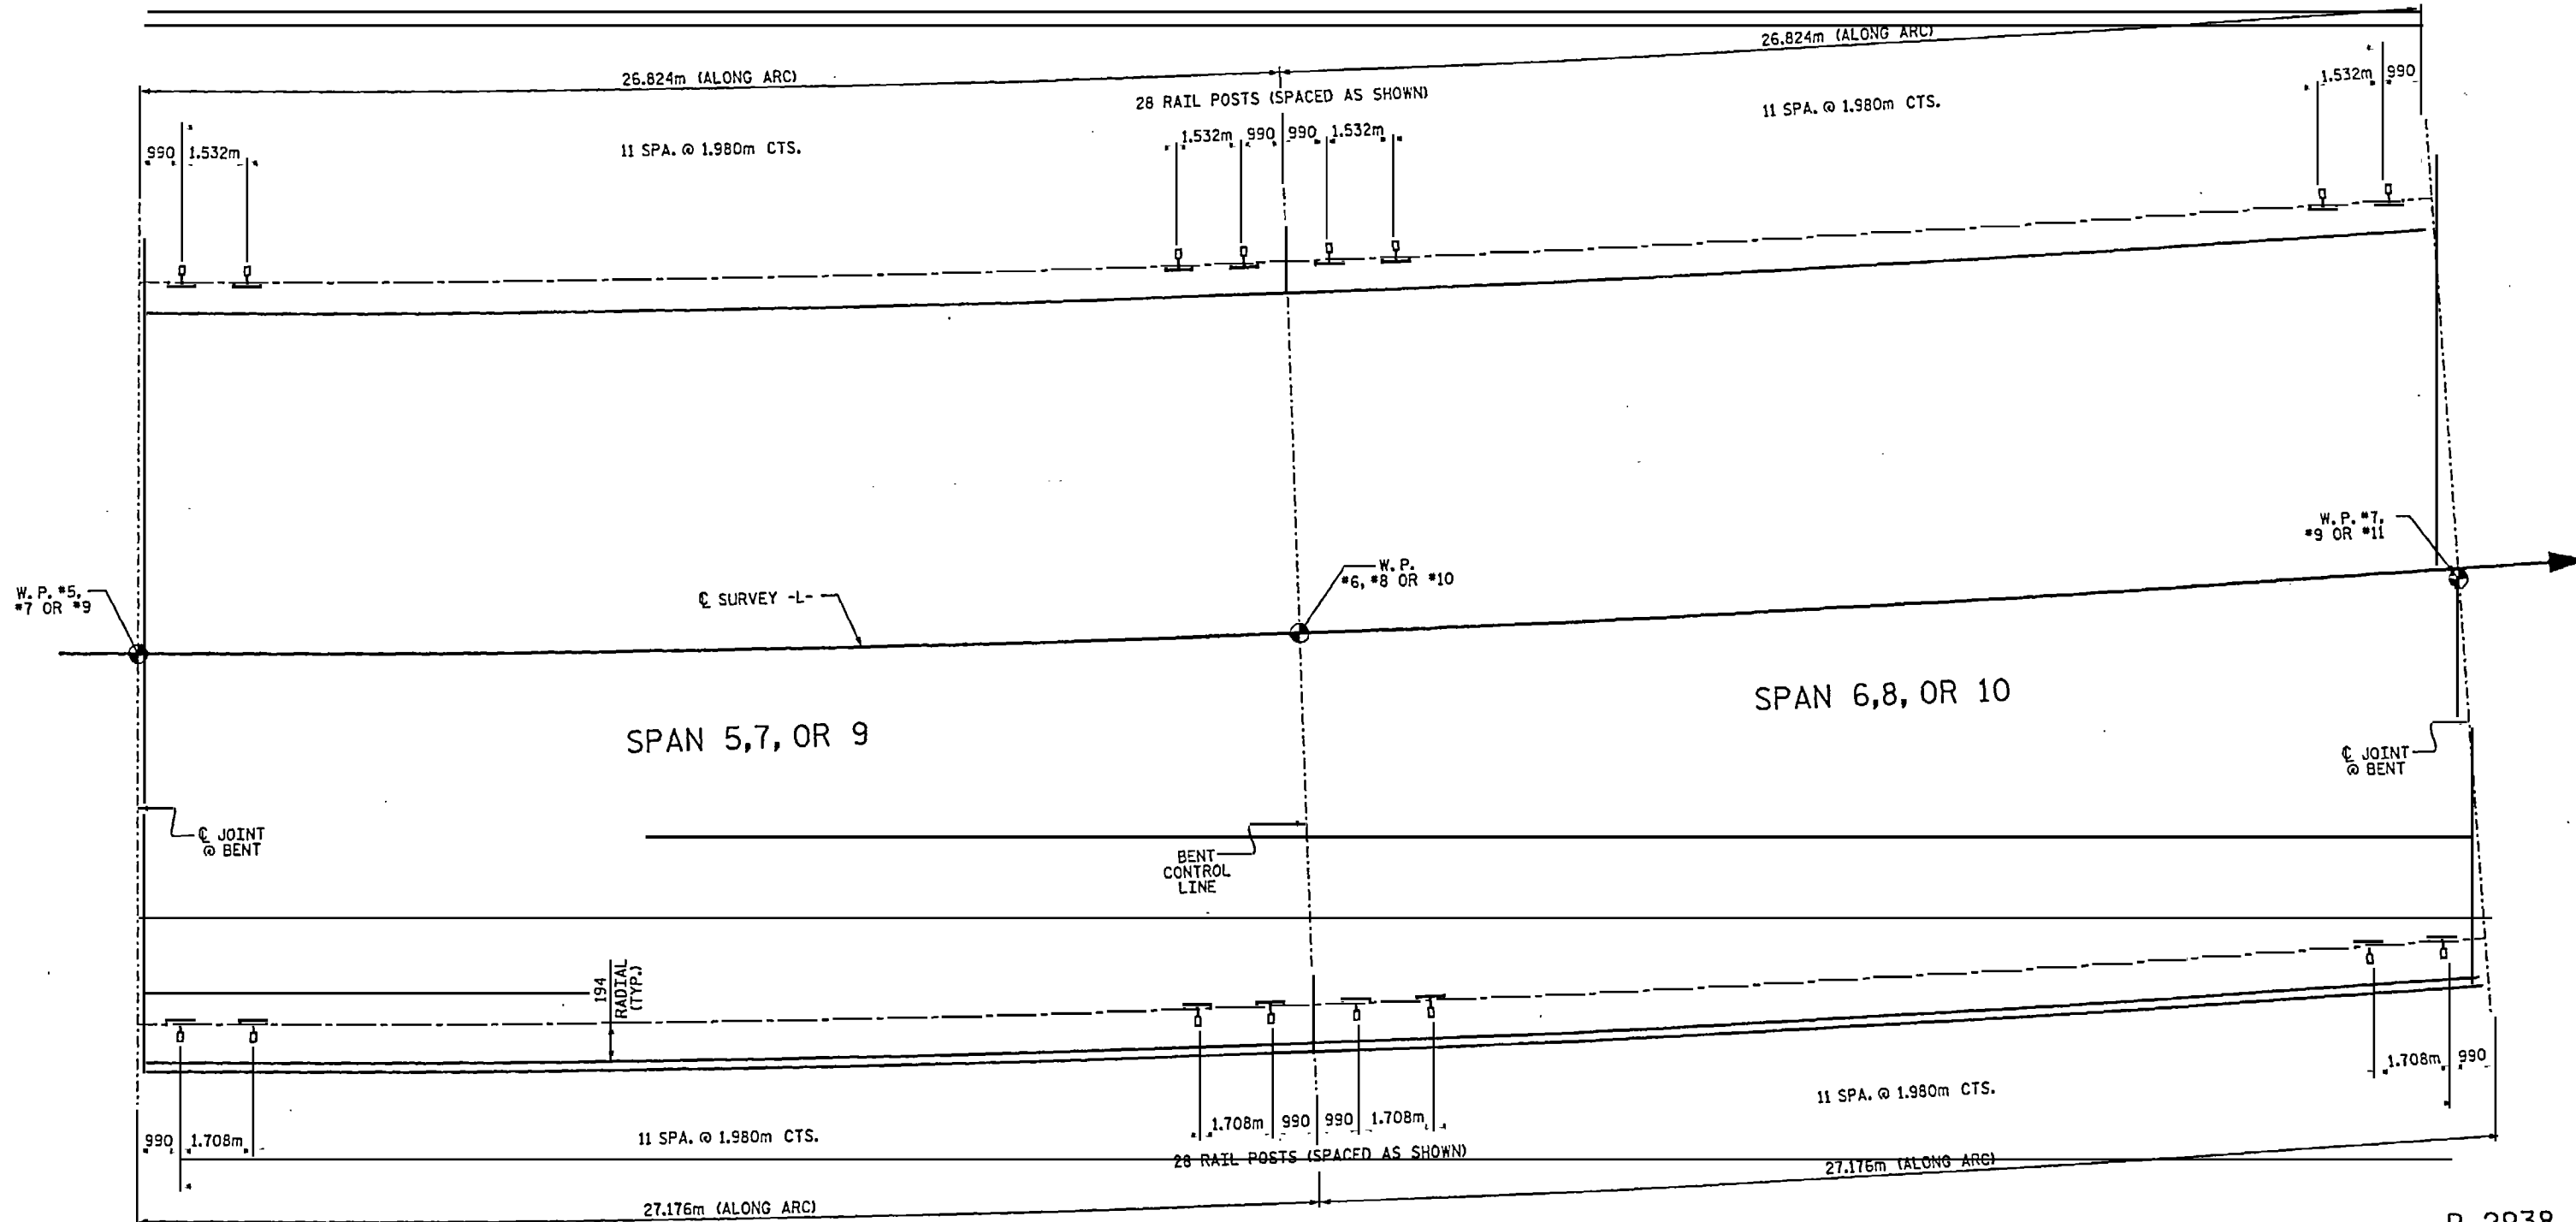 26.824m (ALONG ARC)
26.824m (ALONG ARC)
28 RAIL POSTS (SPACED AS SHOWN)
1.532m 990
11 SPA. @ 1.980m CTS.
990 1.532m
11 SPA. @ 1.980m CTS.
1.532m 990 990 1.532m
W.P. #7,
#9 OR #11
W.P. #5,
#7 OR #9
℄ SURVEY -L-
W.P.
#6, #8 OR #10
SPAN 5,7, OR 9
SPAN 6,8, OR 10
℄ JOINT
@ BENT
℄ JOINT
@ BENT
BENT
CONTROL
LINE
194
RADIAL
(TYP.)
1.708m 990
11 SPA. @ 1.980m CTS.
990 1.708m
11 SPA. @ 1.980m CTS.
1.708m 990 990 1.708m
28 RAIL POSTS (SPACED AS SHOWN)
27.176m (ALONG ARC)
27.176m (ALONG ARC)